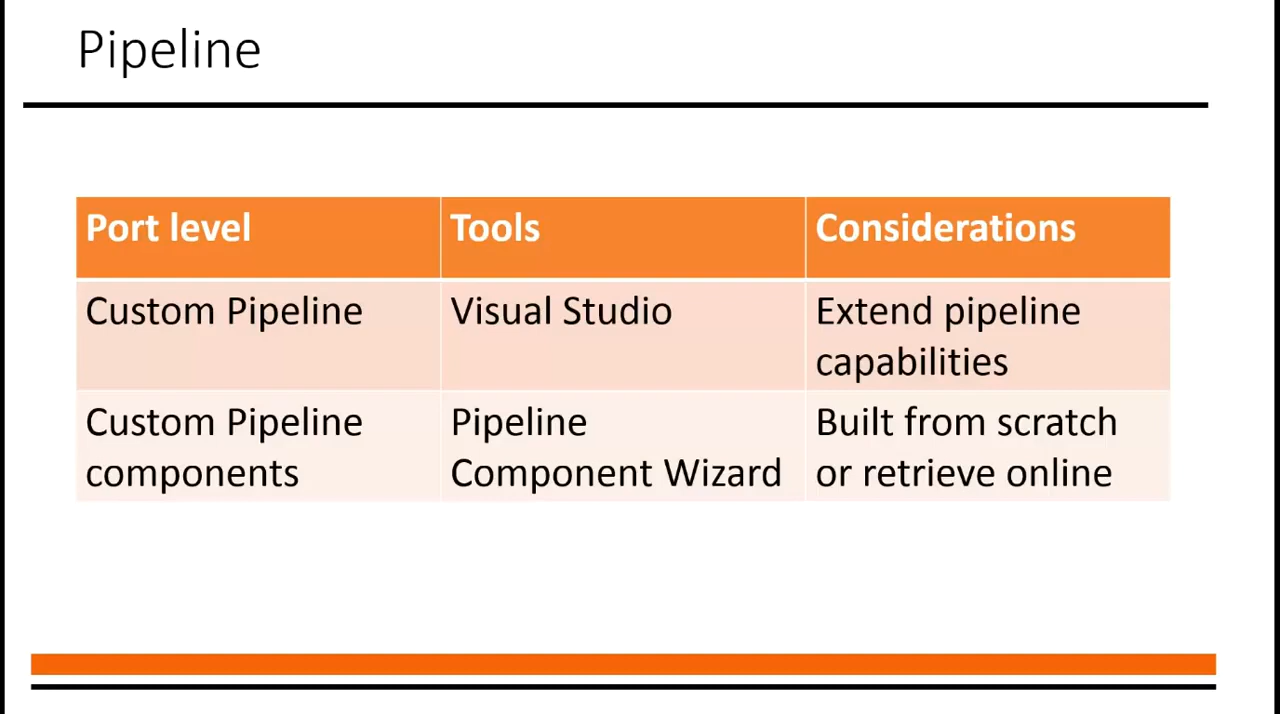 Pipeline
Port level
Tools
Considerations
Custom Pipeline
Visual Studio
Extend pipeline
capabilities
Custom Pipeline
components
Pipeline
Component Wizard
Built from scratch
or retrieve online